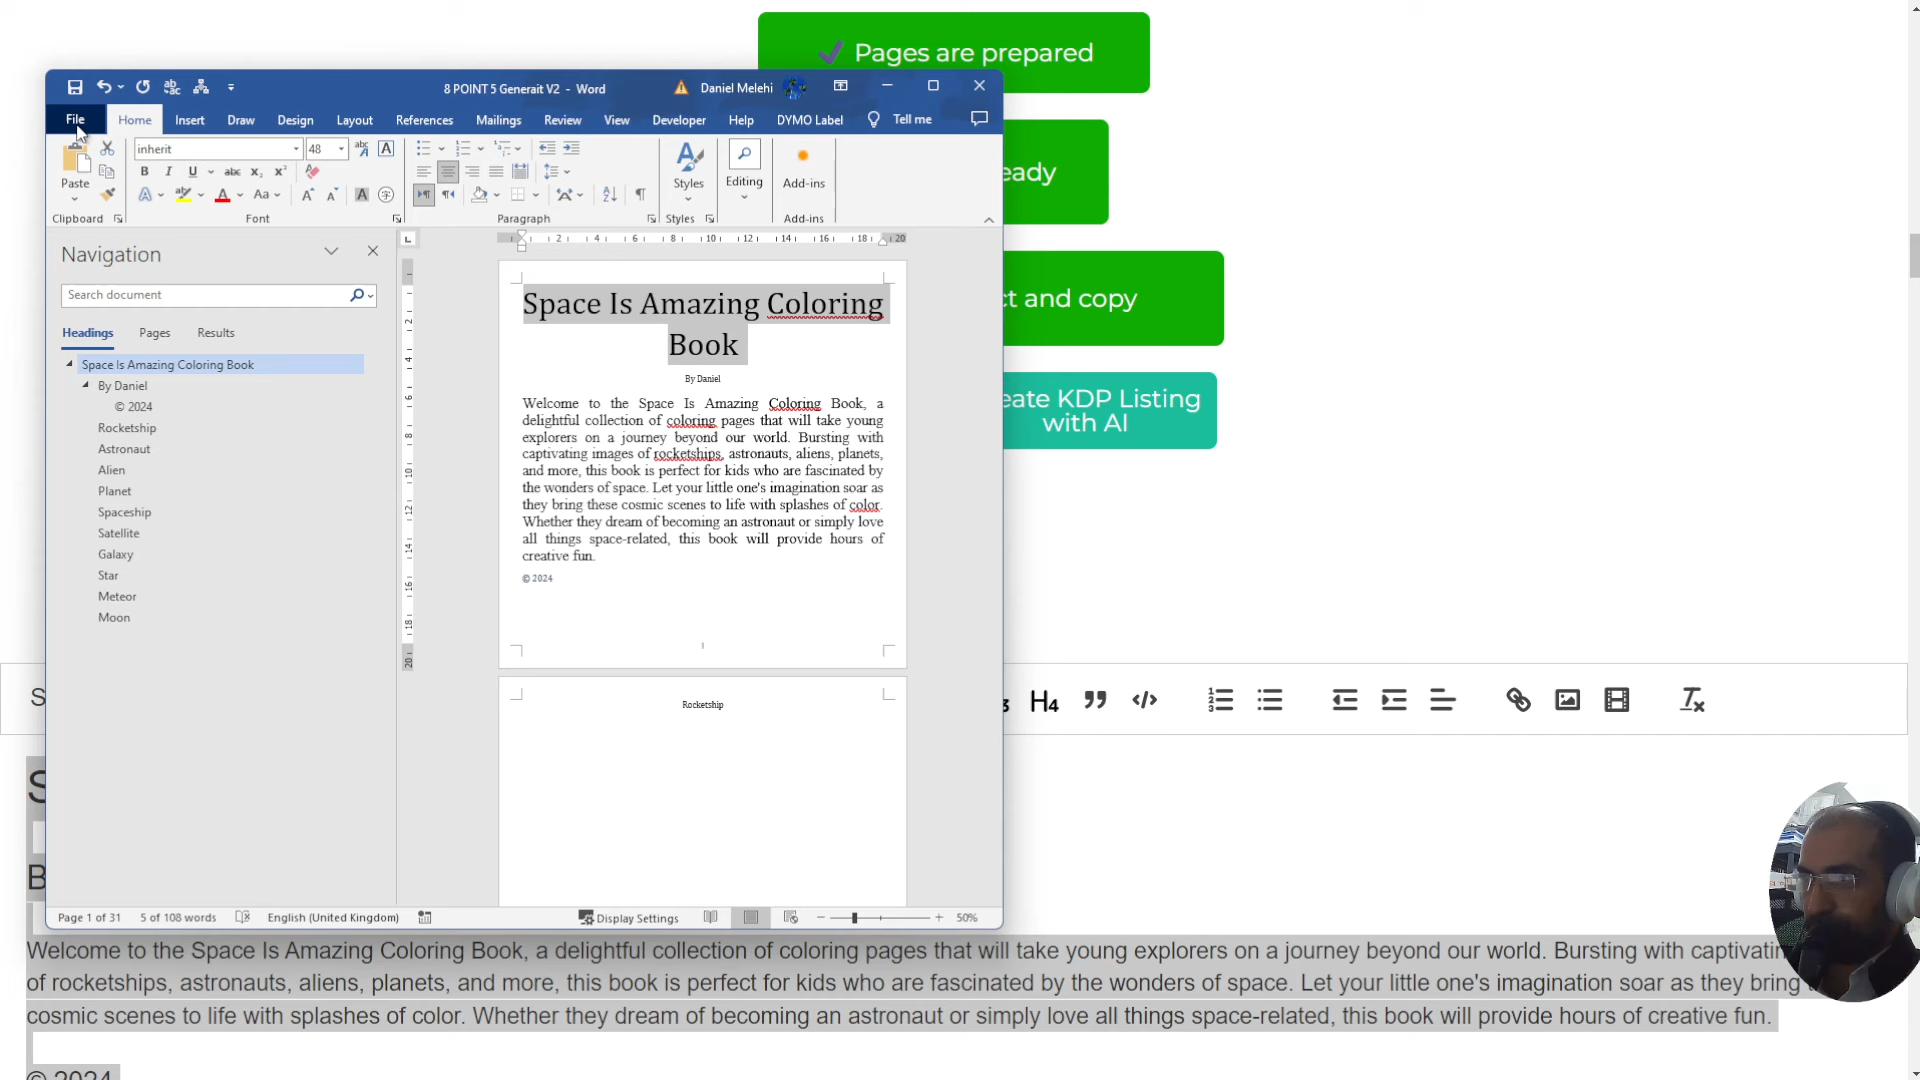 ✔ Pages are prepared
8 POINT 5 Generait V2 - Word
Daniel Melehi
File
Home
Insert
Draw
Design
Layout
References
Mailings
Review
View
Developer
Help
DYMO Label
Tell me
eady
inherit
48
Paste
Styles
Editing
Add-ins
Clipboard
Font
Paragraph
Styles
Add-ins
Navigation
Search document
Headings
Pages
Results
Space Is Amazing Coloring Book
By Daniel
© 2024
Rocketship
Astronaut
Alien
Planet
Spaceship
Satellite
Galaxy
Star
Meteor
Moon
2 4 6 8 10 12 14 16 18 20
Space Is Amazing Coloring
Book
By Daniel
Welcome to the Space Is Amazing Coloring Book, a
delightful collection of coloring pages that will take young
explorers on a journey beyond our world. Bursting with
captivating images of rocketships, astronauts, aliens, planets,
and more, this book is perfect for kids who are fascinated by
the wonders of space. Let your little one's imagination soar as
they bring these cosmic scenes to life with splashes of color.
Whether they dream of becoming an astronaut or simply love
all things space-related, this book will provide hours of
creative fun.
© 2024
1
Rocketship
ct and copy
eate KDP Listing
with AI
Page 1 of 31
5 of 108 words
English (United Kingdom)
Display Settings
50%
S
H4
S
B
Welcome to the Space Is Amazing Coloring Book, a delightful collection of coloring pages that will take young explorers on a journey beyond our world. Bursting with captivatin
of rocketships, astronauts, aliens, planets, and more, this book is perfect for kids who are fascinated by the wonders of space. Let your little one's imagination soar as they bring
cosmic scenes to life with splashes of color. Whether they dream of becoming an astronaut or simply love all things space-related, this book will provide hours of creative fun.
© 2024